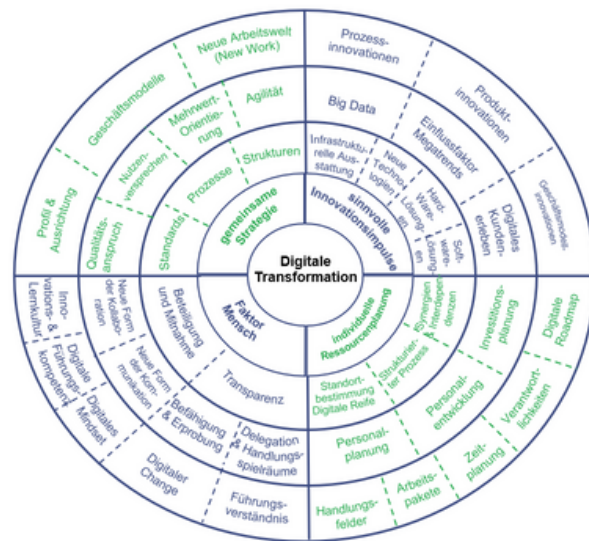 Digitale
Transformation
gemeinsame
Strategie
Standards
Prozesse
Strukturen
Qualitäts-
anspruch
Nutzen-
versprechen
Mehrwert-
Orientie-
rung
Agilität
Profil &
Ausrichtung
Geschäftsmodelle
Neue Arbeitswelt
(New Work)
sinnvolle
Innovationsimpulse
Infrastruktu-
relle Aus-
stattung
Neue
Techno-
logien
Hard-
Ware-
Lösung-
en
Soft-
ware-
Lösung-
en
Big Data
Einflussfaktor
Megatrends
Digitales
Kunden-
erleben
Prozess-
innovationen
Produkt-
innovationen
Geschäftsmodell-
innovationen
individuelle
Ressourcenplanung
Synergien
& Interdepen-
denzen
Strukturier-
ter Prozess
Standort-
bestimmung
Digitale Reife
Investitions-
planung
Personal-
entwicklung
Personal-
planung
Digitale Roadmap
Verantwort-
lichkeiten
Zeit-
planung
Arbeits-
pakete
Handlungs-
felder
Faktor
Mensch
Beteiligung
und Mitnahme
Transparenz
Neue Form
der Kollabo-
ration
Neue Form
der Kom-
munikation
Befähigung
& Erprobung
Delegation
& Handlungs-
spielräume
Inno-
vations- &
Lernkultur
Digitale
Führungs-
kompetenz
Digitales
Mindset
Digitaler
Change
Führungs-
verständnis